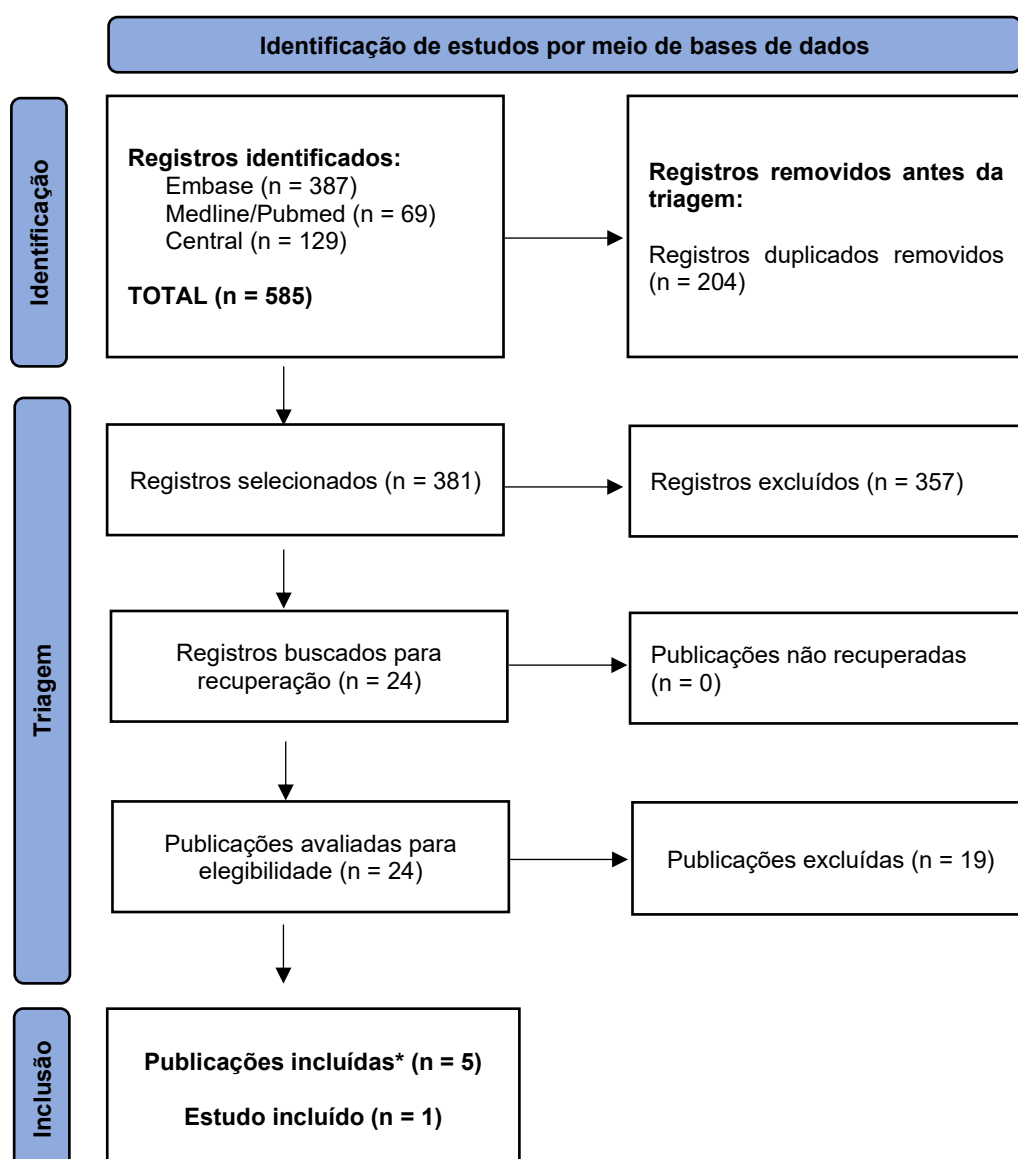 Identificação de estudos por meio de bases de dados
Identificação
Registros identificados:
Embase (n = 387)
Medline/Pubmed (n = 69)
Central (n = 129)
TOTAL (n = 585)
Registros removidos antes da
triagem:
Registros duplicados removidos
(n = 204)
Triagem
Registros selecionados (n = 381)
Registros excluídos (n = 357)
Registros buscados para
recuperação (n = 24)
Publicações não recuperadas
(n = 0)
Publicações avaliadas para
elegibilidade (n = 24)
Publicações excluídas (n = 19)
Inclusão
Publicações incluídas* (n = 5)
Estudo incluído (n = 1)